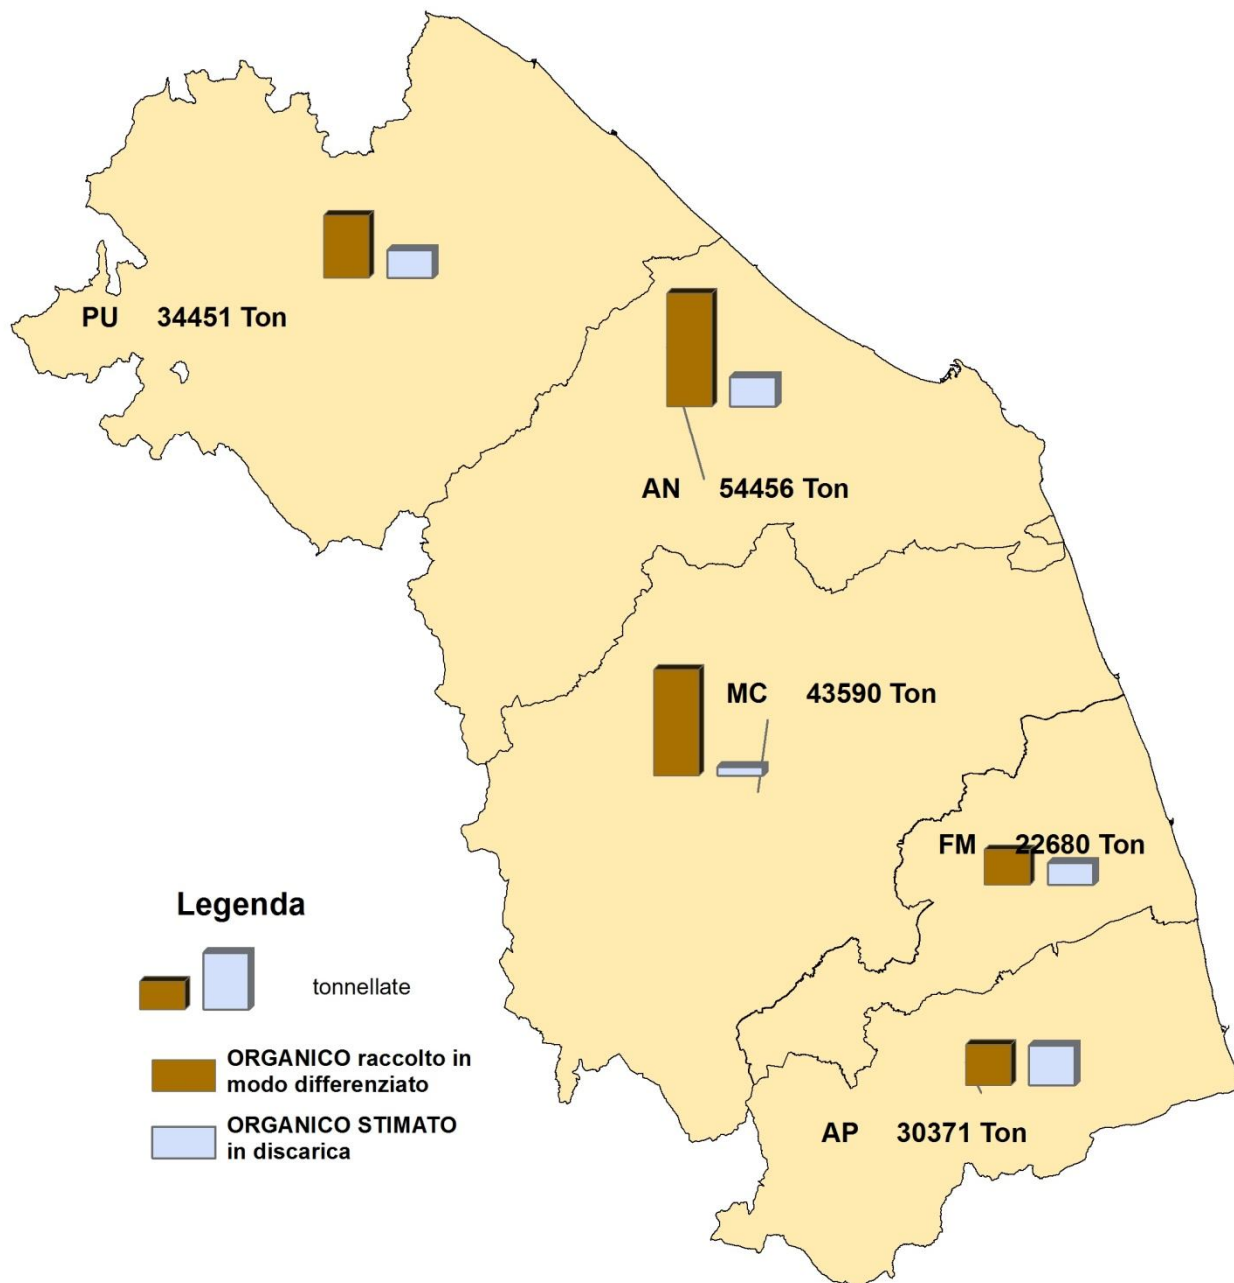 PU 34451 Ton
AN 54456 Ton
MC 43590 Ton
FM 22680 Ton
Legenda
tonnellate
ORGANICO raccolto in
modo differenziato
ORGANICO STIMATO
in discarica
AP 30371 Ton